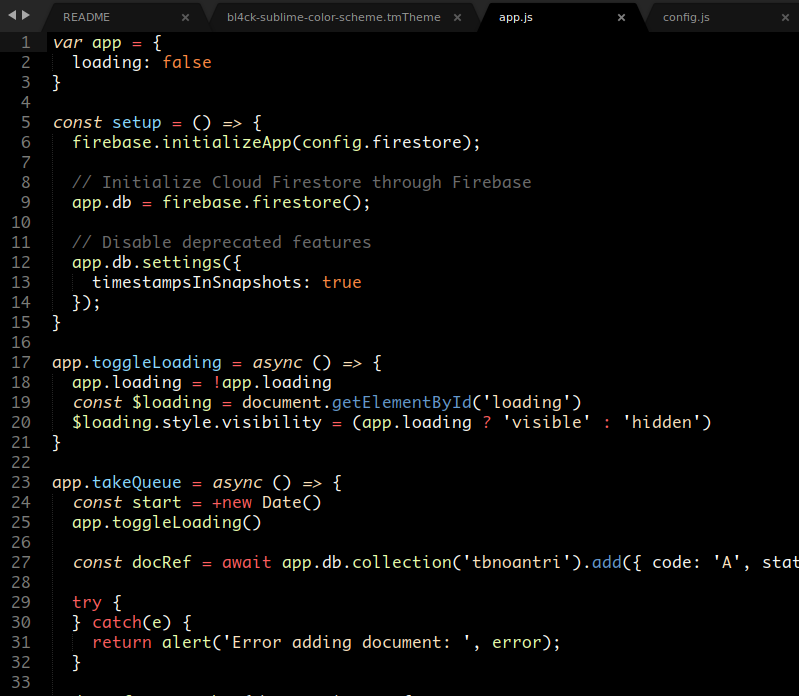 README bl4ck-sublime-color-scheme.tmTheme app.js config.js
1 var app = {
2   loading: false
3 }
4
5 const setup = () => {
6   firebase.initializeApp(config.firestore);
7
8   // Initialize Cloud Firestore through Firebase
9   app.db = firebase.firestore();
10
11   // Disable deprecated features
12   app.db.settings({
13     timestampsInSnapshots: true
14   });
15 }
16
17 app.toggleLoading = async () => {
18   app.loading = !app.loading
19   const $loading = document.getElementById('loading')
20   $loading.style.visibility = (app.loading ? 'visible' : 'hidden')
21 }
22
23 app.takeQueue = async () => {
24   const start = +new Date()
25   app.toggleLoading()
26
27   const docRef = await app.db.collection('tbnoantri').add({ code: 'A', stat
28
29   try {
30   } catch(e) {
31     return alert('Error adding document: ', error);
32   }
33